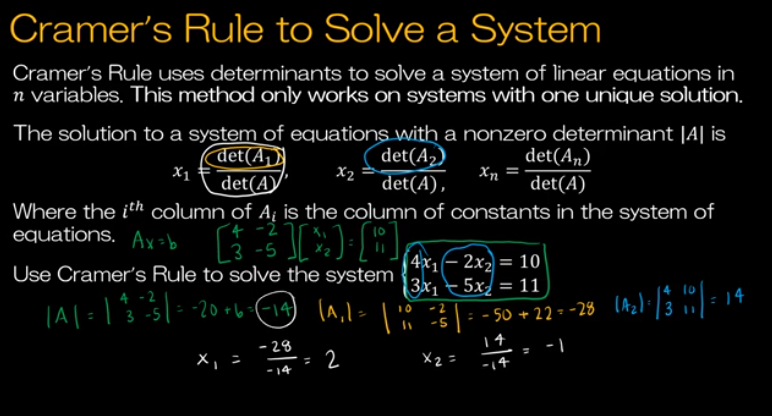 Cramer's Rule to Solve a System
Cramer's Rule uses determinants to solve a system of linear equations in
n variables. This method only works on systems with one unique solution.
The solution to a system of equations with a nonzero determinant |A| is
x₁ = det(A₁)/det(A), x₂ = det(A₂)/det(A), xₙ = det(Aₙ)/det(A)
Where the iᵗʰ column of Aᵢ is the column of constants in the system of
equations. Ax=b [4 -2; 3 -5][x₁; x₂] = [10; 11]
Use Cramer's Rule to solve the system {4x₁ − 2x₂ = 10
3x₁ − 5x₂ = 11
|A| = |4 -2; 3 -5| = -20+6 = -14 |A₁| = |10 -2; 11 -5| = -50+22 = -28 |A₂| = |4 10; 3 11| = 14
x₁ = -28/-14 = 2 x₂ = 14/-14 = -1